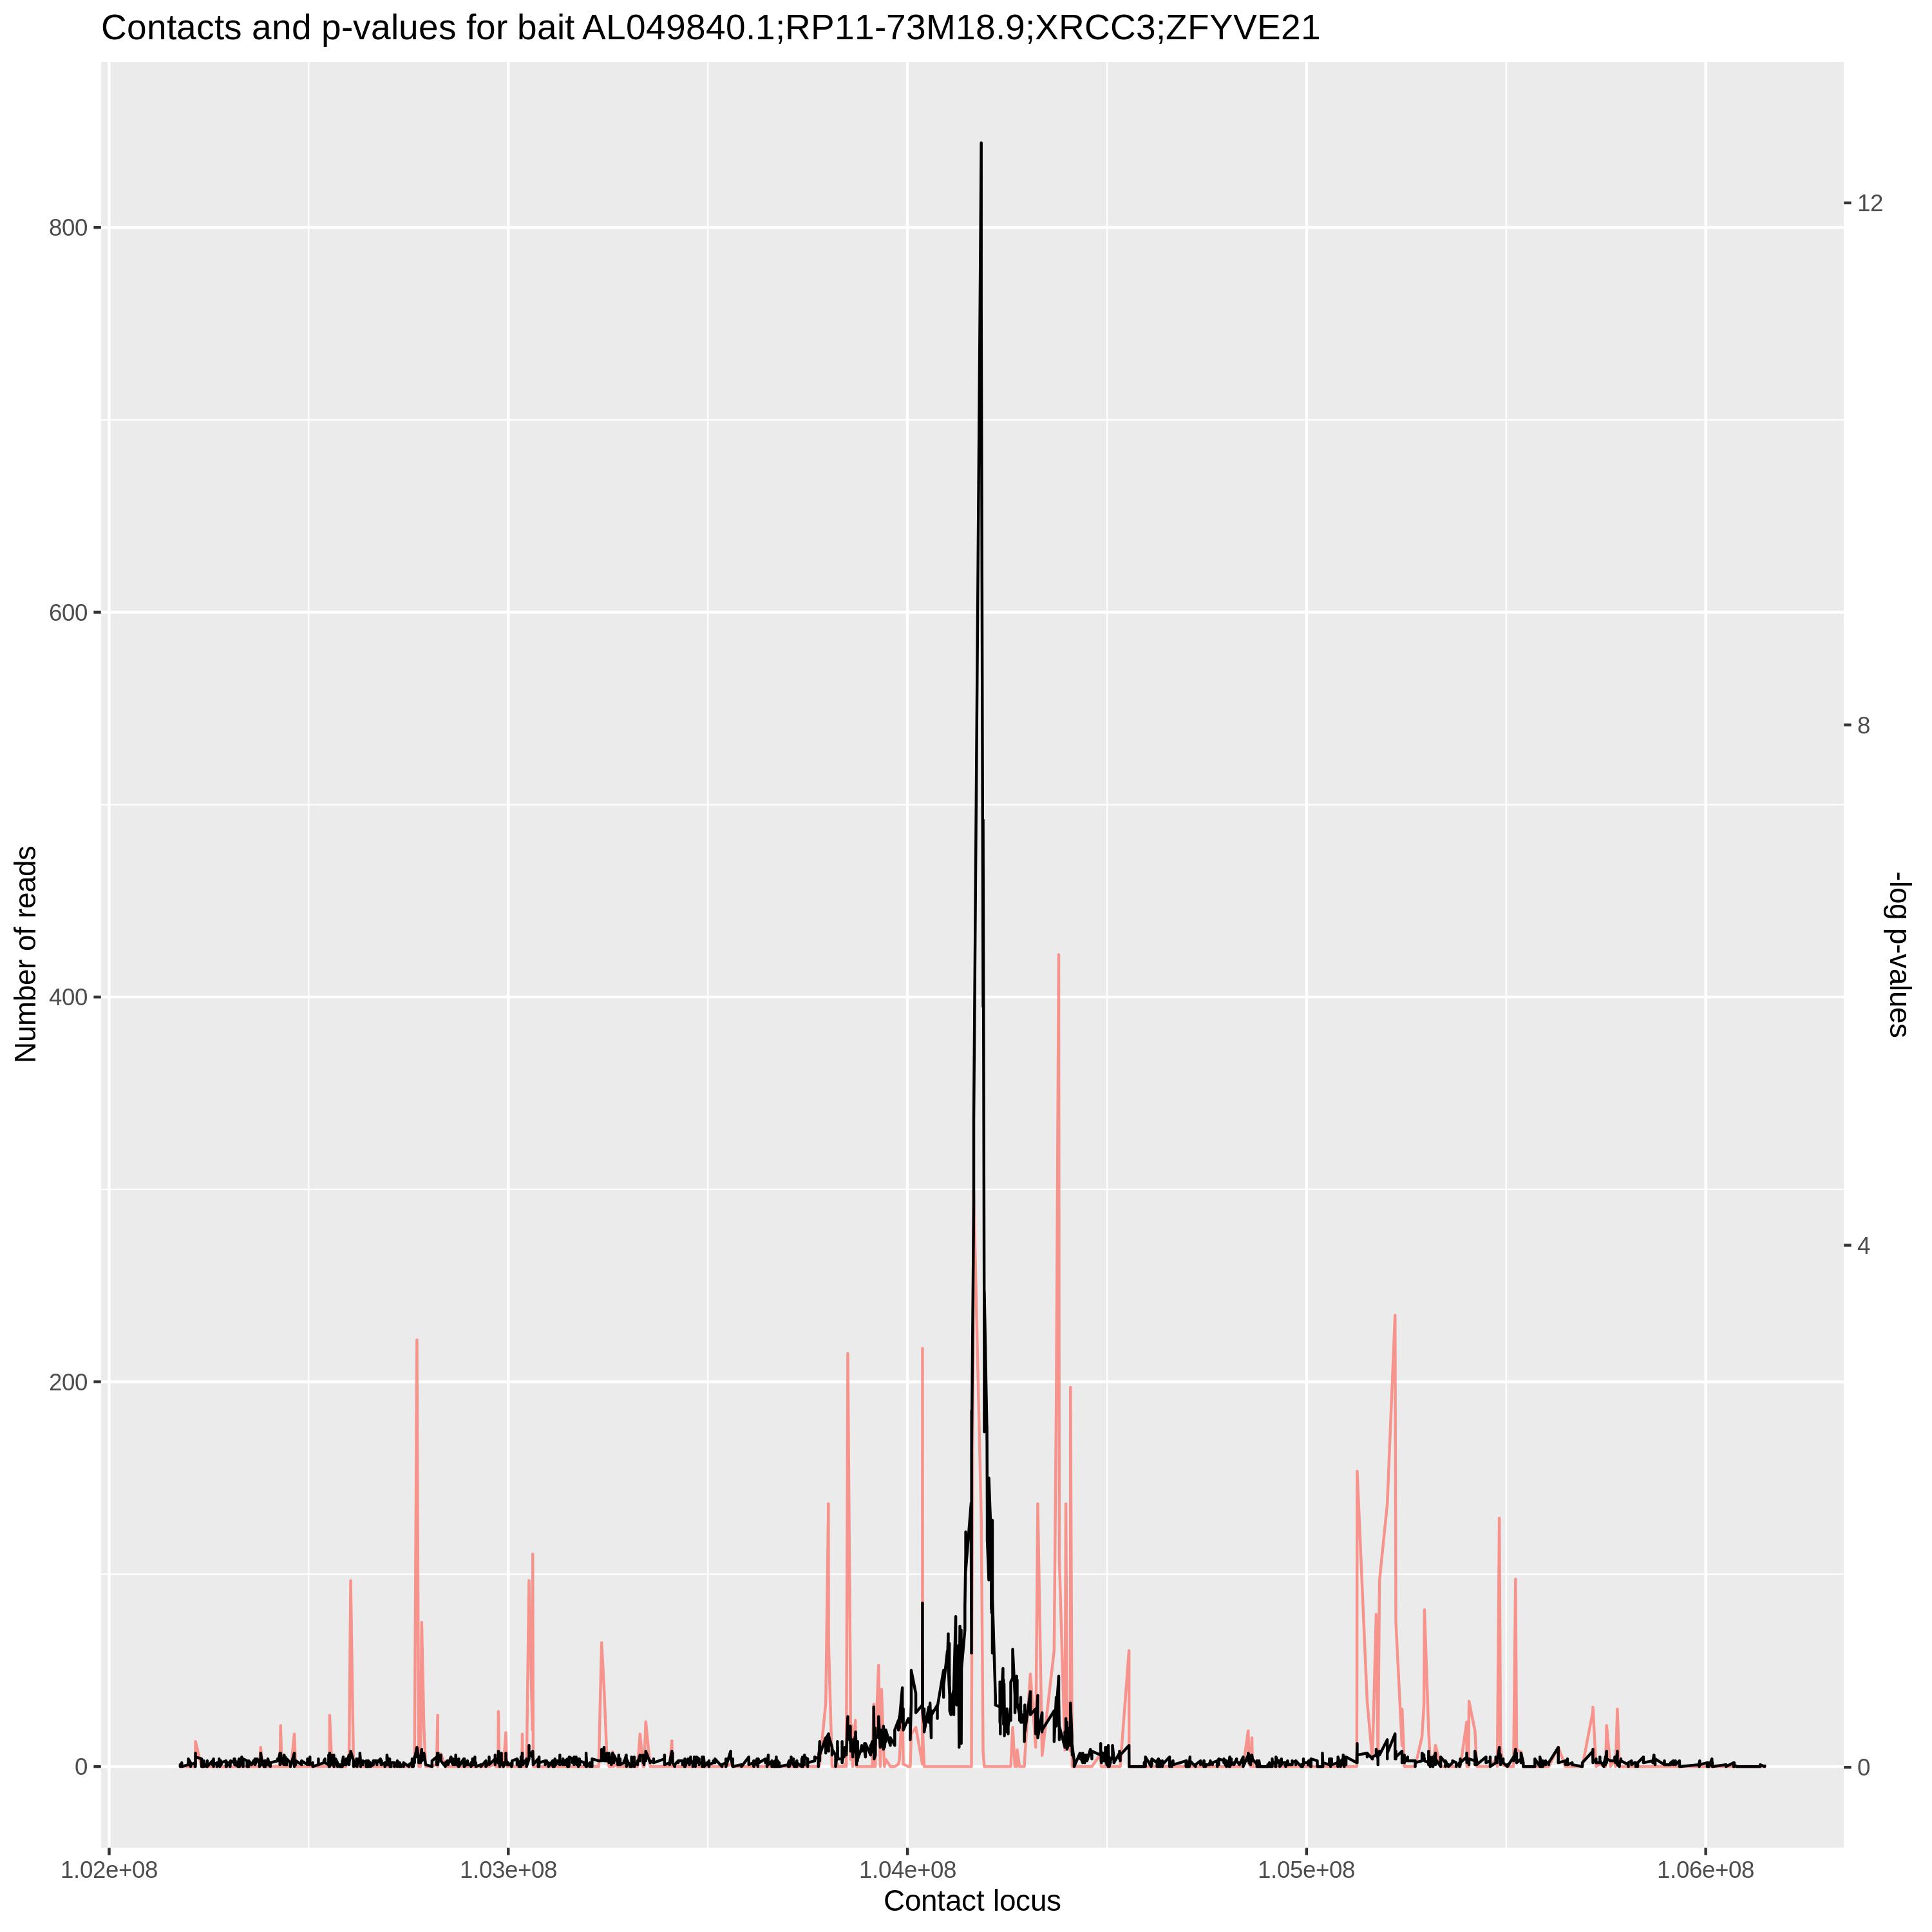 Contacts and p-values for bait AL049840.1;RP11-73M18.9;XRCC3;ZFYVE21
800
600
400
200
0
Number of reads
12
8
4
0
-log p-values
1.02e+08
1.03e+08
1.04e+08
1.05e+08
1.06e+08
Contact locus